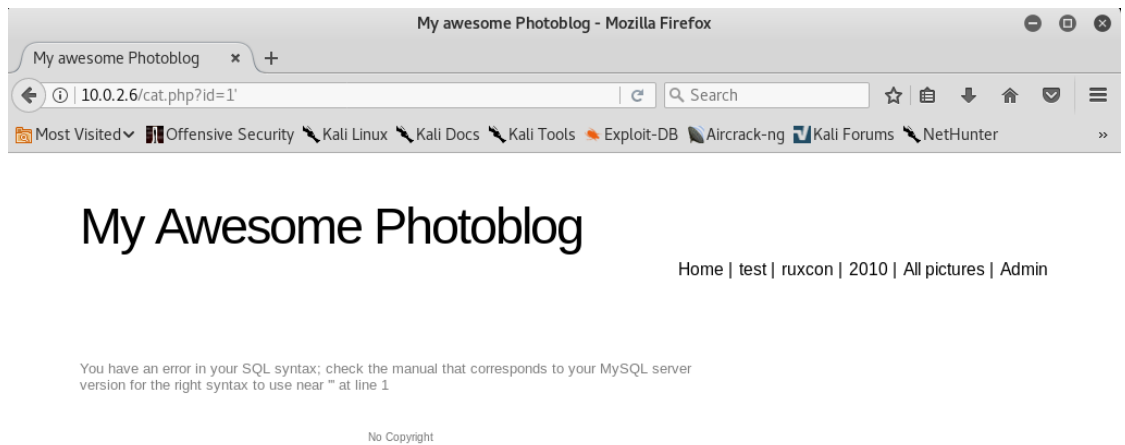 My awesome Photoblog - Mozilla Firefox
My awesome Photoblog × +
10.0.2.6/cat.php?id=1' Search
Most Visited Offensive Security Kali Linux Kali Docs Kali Tools Exploit-DB Aircrack-ng Kali Forums NetHunter »
My Awesome Photoblog
Home | test | ruxcon | 2010 | All pictures | Admin
You have an error in your SQL syntax; check the manual that corresponds to your MySQL server
version for the right syntax to use near ''' at line 1
No Copyright